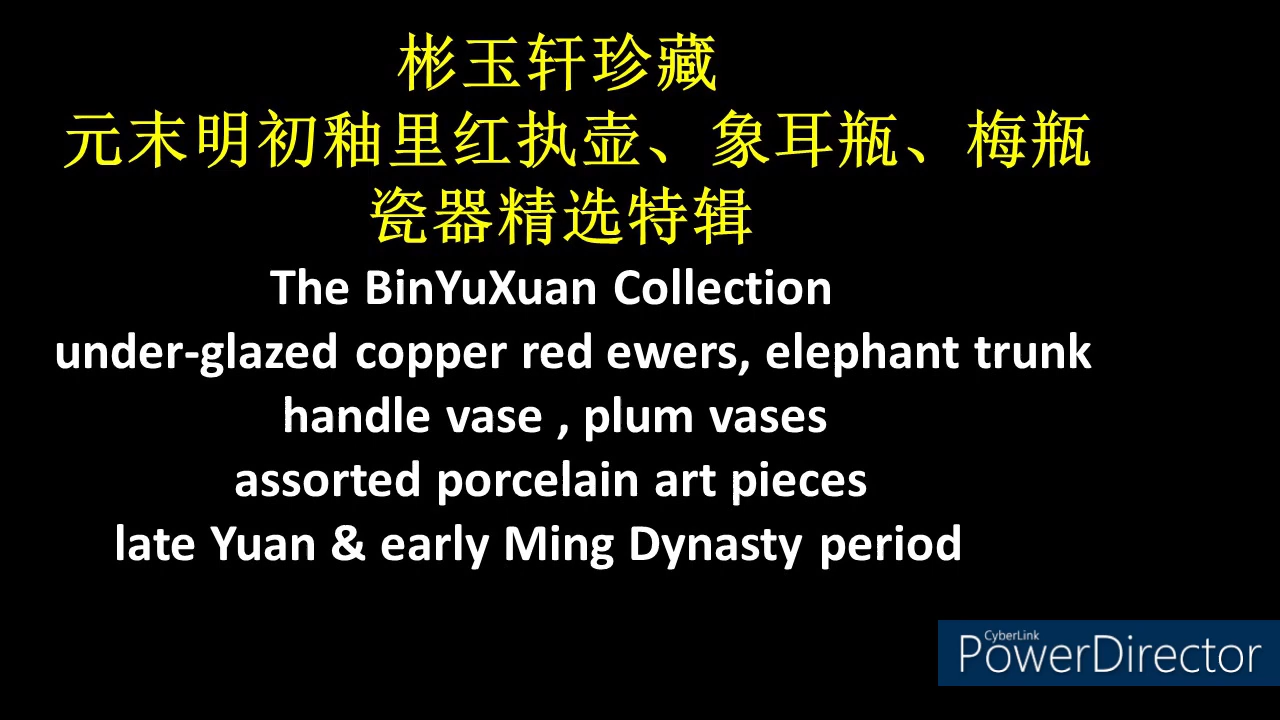 彬玉轩珍藏
元末明初釉里红执壶、象耳瓶、梅瓶
瓷器精选特辑
The BinYuXuan Collection
under-glazed copper red ewers, elephant trunk
handle vase , plum vases
assorted porcelain art pieces
late Yuan & early Ming Dynasty period
CyberLink
PowerDirector